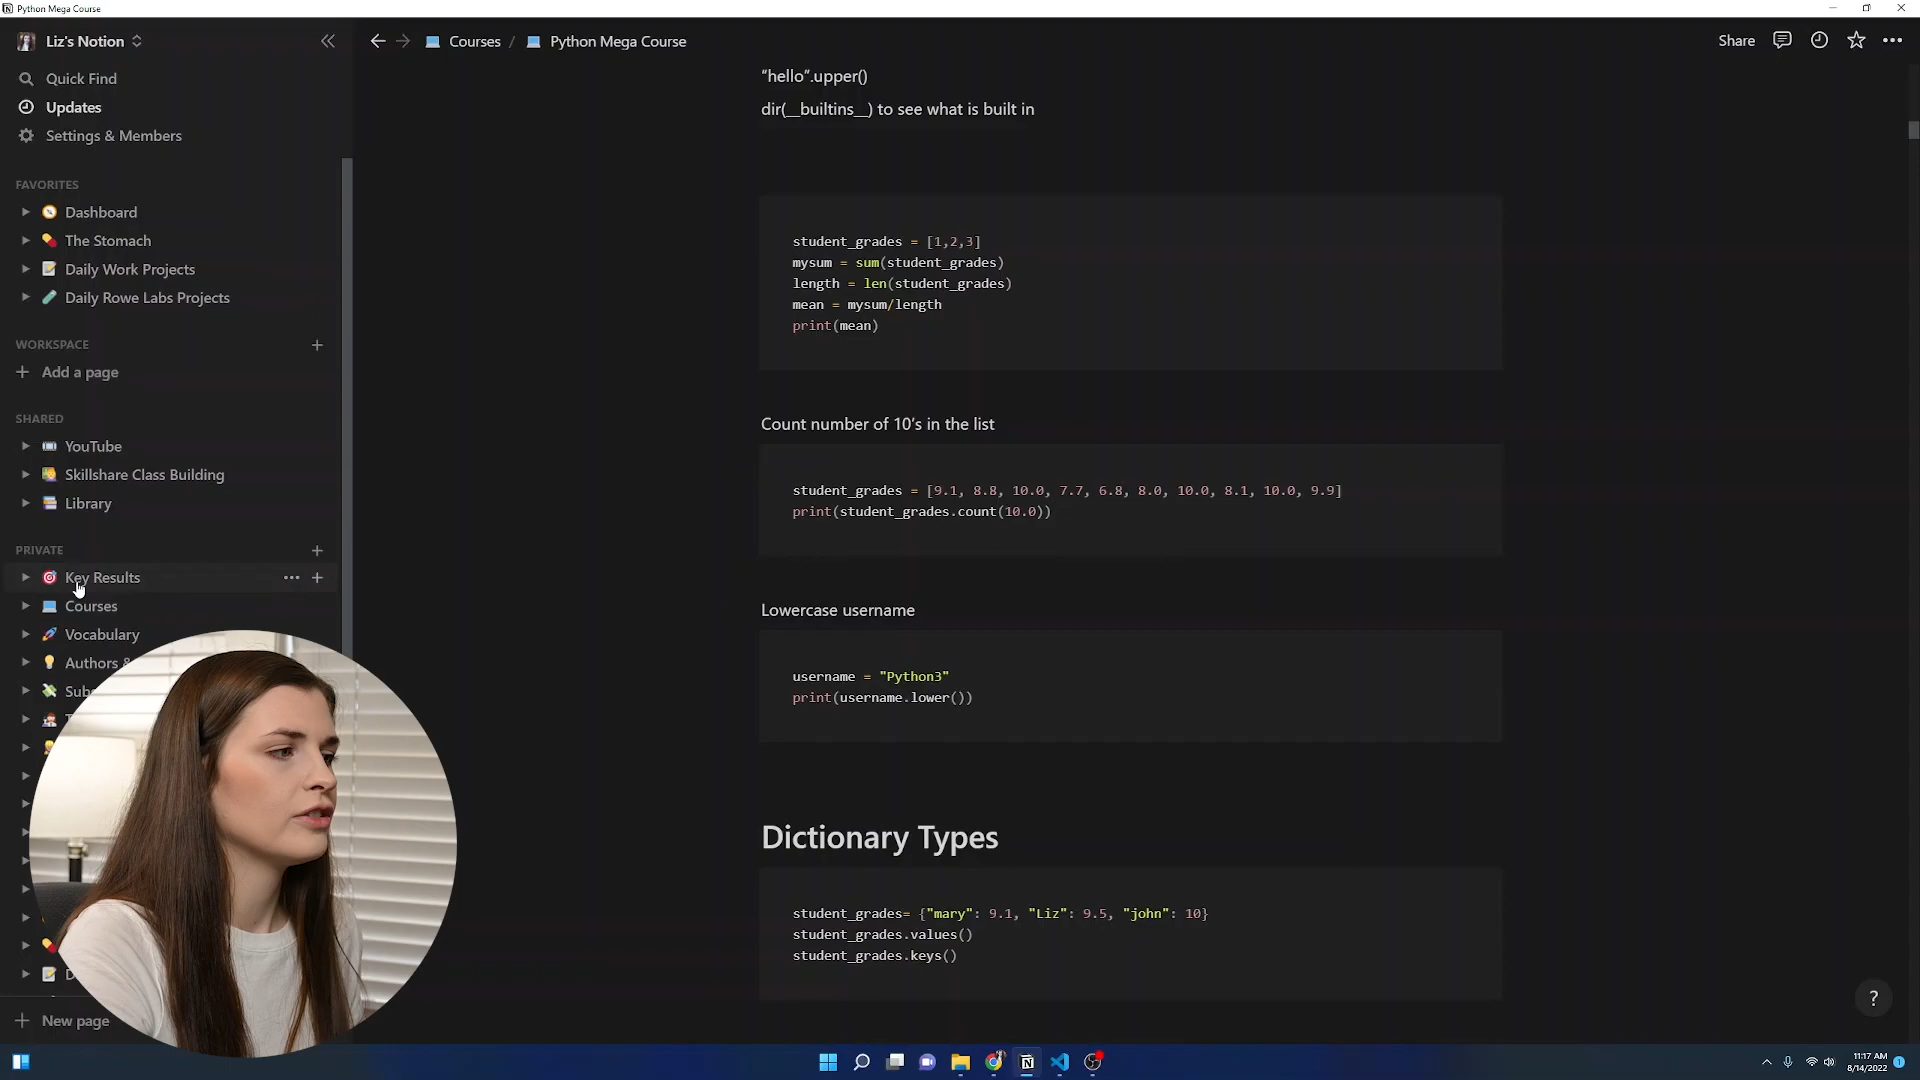 Python Mega Course
Liz's Notion
Quick Find
Updates
Settings & Members
FAVORITES
Dashboard
The Stomach
Daily Work Projects
Daily Rowe Labs Projects
WORKSPACE
Add a page
SHARED
YouTube
Skillshare Class Building
Library
PRIVATE
Key Results
Courses
Vocabulary
Authors
New page
Courses / Python Mega Course
Share
“hello”.upper()
dir(__builtins__) to see what is built in
student_grades = [1,2,3]
mysum = sum(student_grades)
length = len(student_grades)
mean = mysum/length
print(mean)
Count number of 10’s in the list
student_grades = [9.1, 8.8, 10.0, 7.7, 6.8, 8.0, 10.0, 8.1, 10.0, 9.9]
print(student_grades.count(10.0))
Lowercase username
username = "Python3"
print(username.lower())
Dictionary Types
student_grades= {"mary": 9.1, "Liz": 9.5, "john": 10}
student_grades.values()
student_grades.keys()
?
11:17 AM
8/14/2022
1